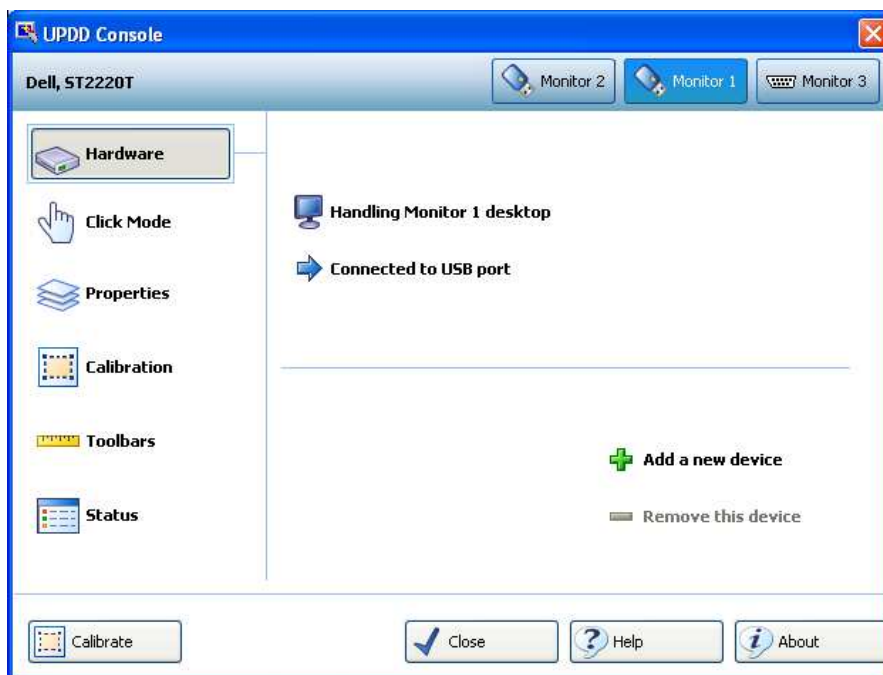 UPDD Console
Dell, ST2220T
Monitor 2
Monitor 1
Monitor 3
Hardware
Click Mode
Properties
Calibration
Toolbars
Status
Handling Monitor 1 desktop
Connected to USB port
Add a new device
Remove this device
Calibrate
Close
Help
About